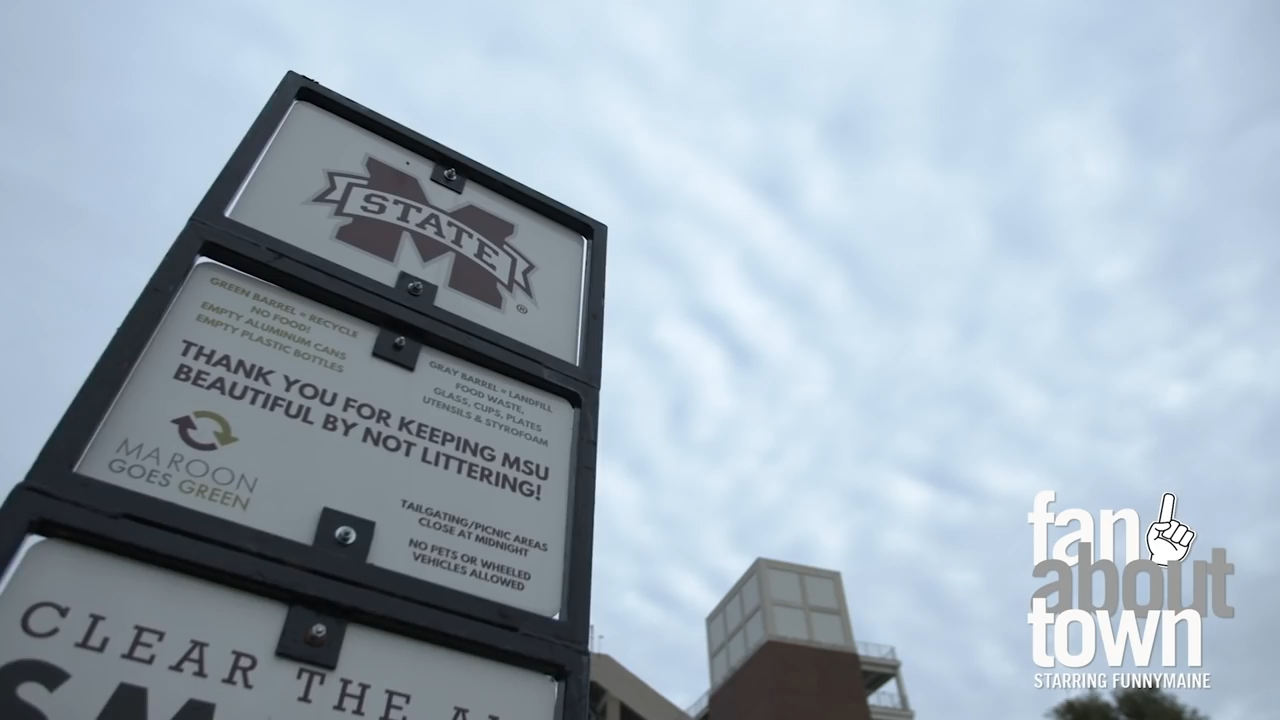 STATE
®
GREEN BARREL = RECYCLE
NO FOOD!
EMPTY ALUMINUM CANS
EMPTY PLASTIC BOTTLES
GRAY BARREL = LANDFILL
FOOD WASTE,
GLASS, CUPS, PLATES
UTENSILS & STYROFOAM
THANK YOU FOR KEEPING MSU
BEAUTIFUL BY NOT LITTERING!
MAROON
GOES GREEN
TAILGATING/PICNIC AREAS
CLOSE AT MIDNIGHT
NO PETS OR WHEELED
VEHICLES ALLOWED
CLEAR THE
fan
about
town
STARRING FUNNYMAINE